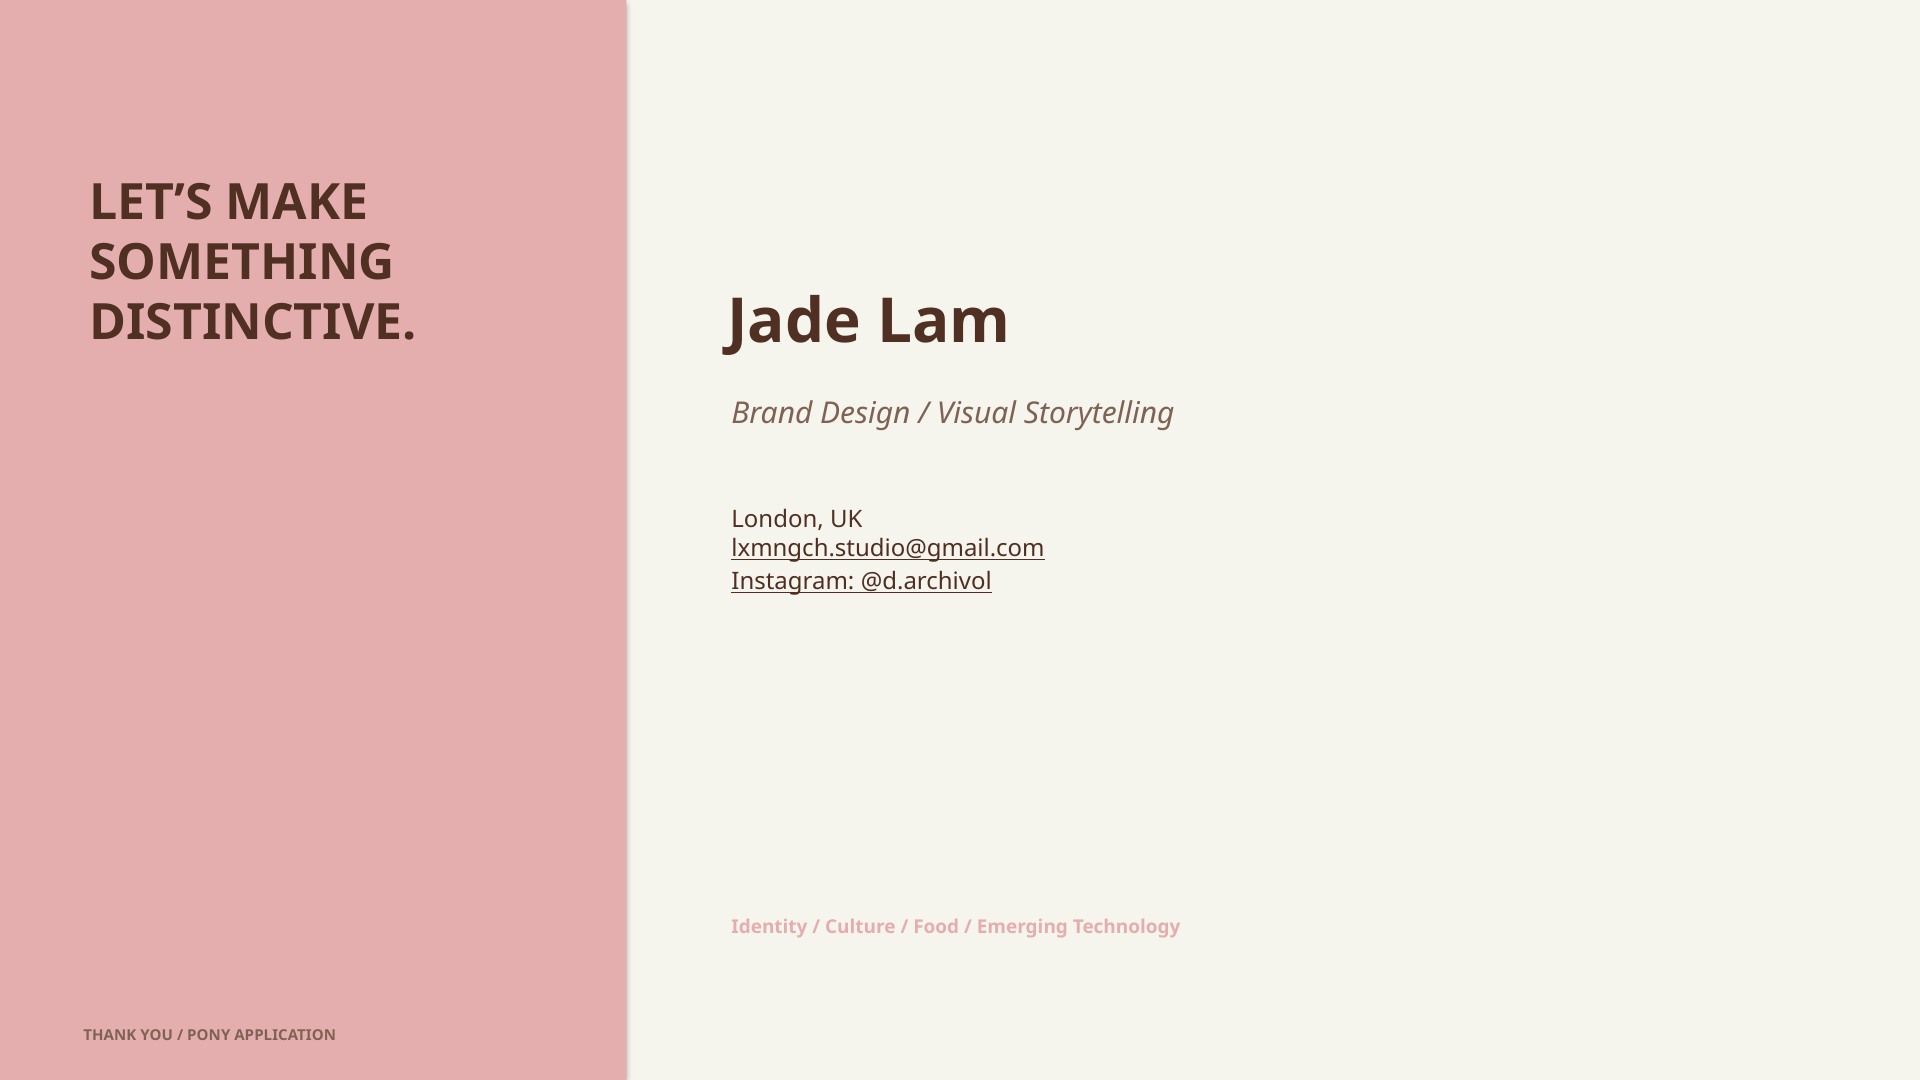 LET’S MAKE
SOMETHING
DISTINCTIVE.
Jade Lam
Brand Design / Visual Storytelling
London, UK
lxmngch.studio@gmail.com
Instagram: @d.archivol
Identity / Culture / Food / Emerging Technology
THANK YOU / PONY APPLICATION